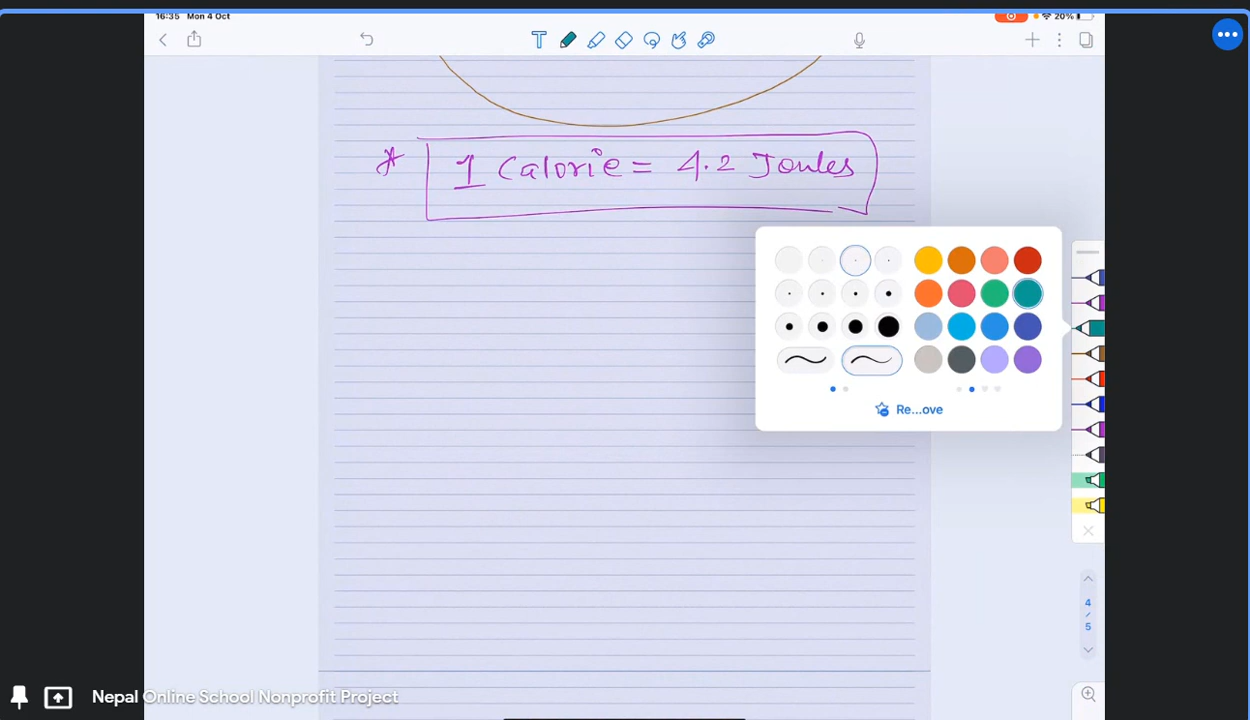 16:35 Mon 4 Oct
20%
T
* 1 Calorie = 4.2 Joules
Re...ove
4
/
5
Nepal Online School Nonprofit Project